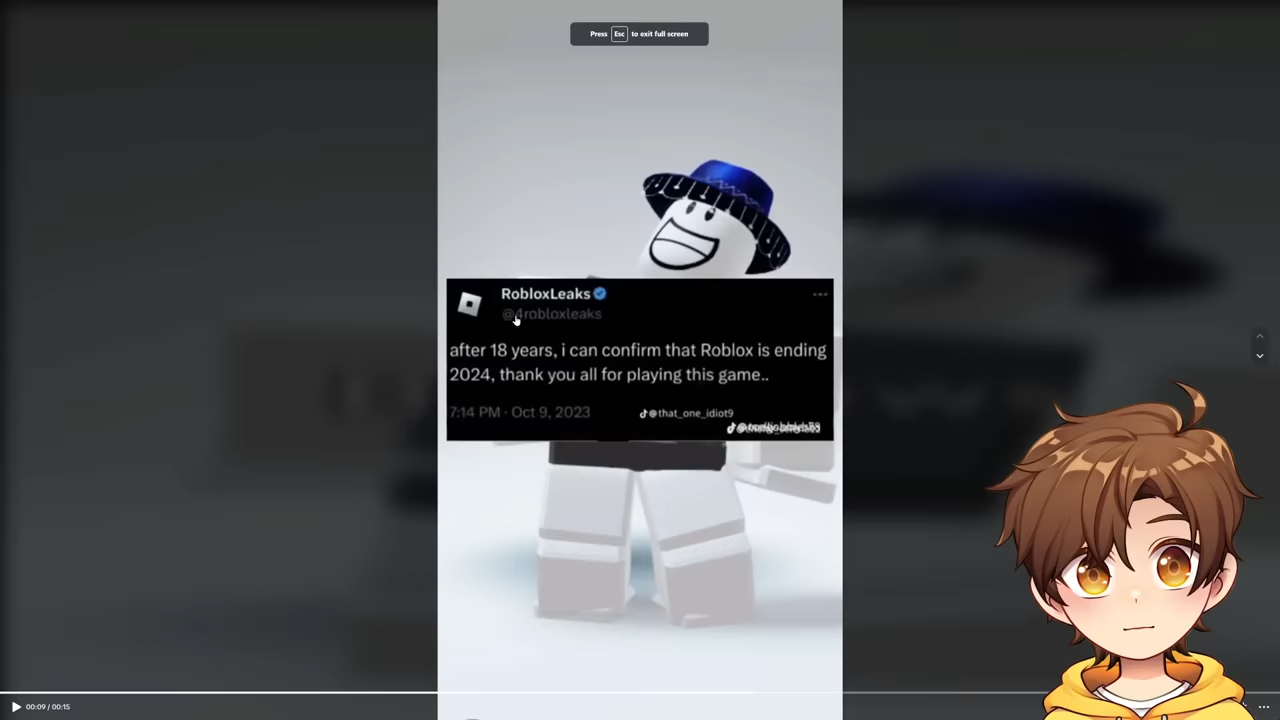 Press Esc to exit full screen
RobloxLeaks
@4robloxleaks
after 18 years, i can confirm that Roblox is ending
2024, thank you all for playing this game..
7:14 PM · Oct 9, 2023
@that_one_idiot9
00:09 / 00:15